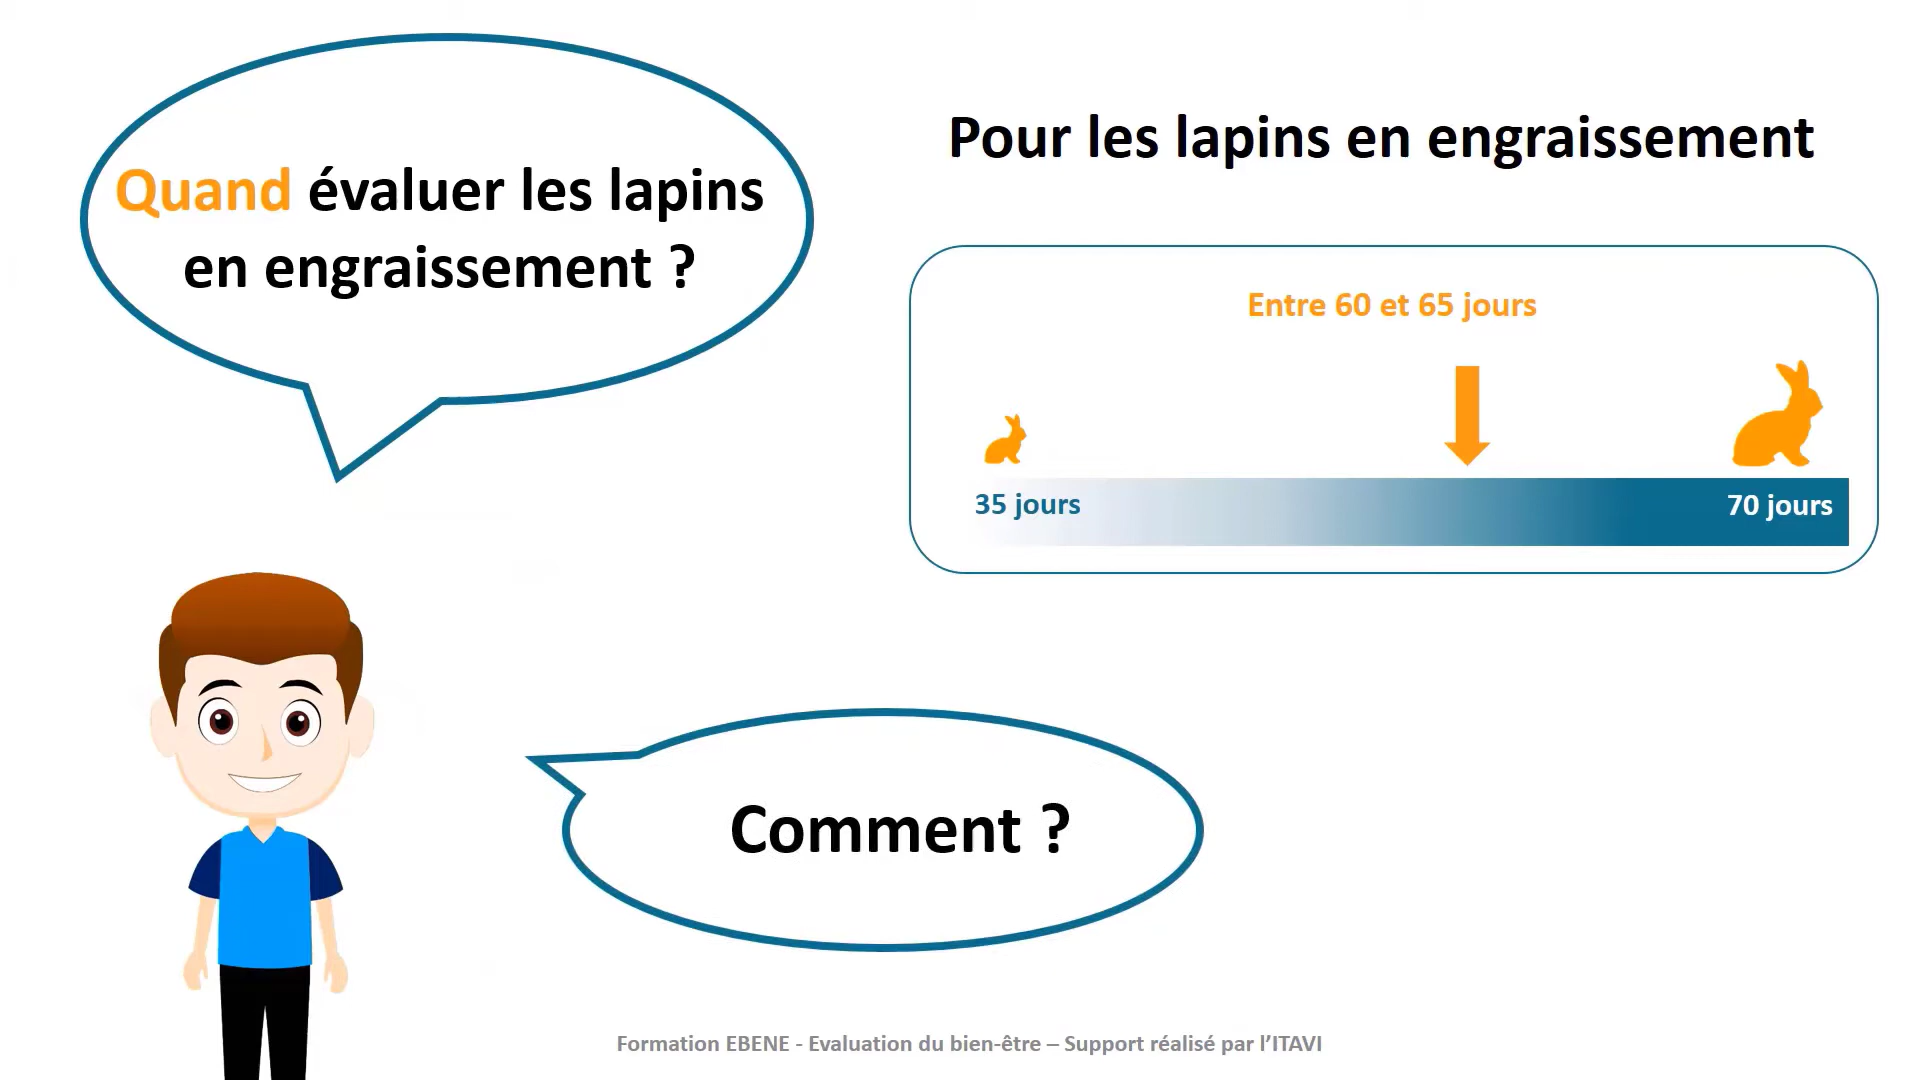 Quand évaluer les lapins
en engraissement ?
Pour les lapins en engraissement
Entre 60 et 65 jours
35 jours
70 jours
Comment ?
Formation EBENE - Evaluation du bien-être – Support réalisé par l’ITAVI